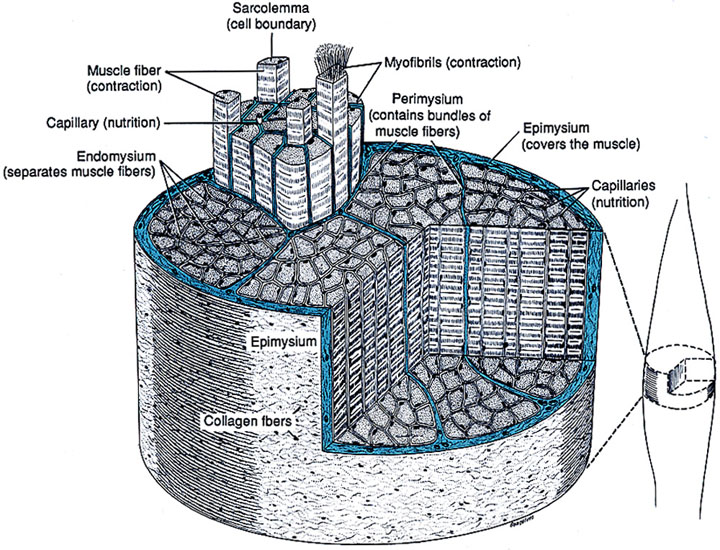 Sarcolemma
(cell boundary)
Muscle fiber
(contraction)
Myofibrils (contraction)
Capillary (nutrition)
Perimysium
(contains bundles of
muscle fibers)
Epimysium
(covers the muscle)
Endomysium
(separates muscle fibers)
Capillaries
(nutrition)
Epimysium
Collagen fbers